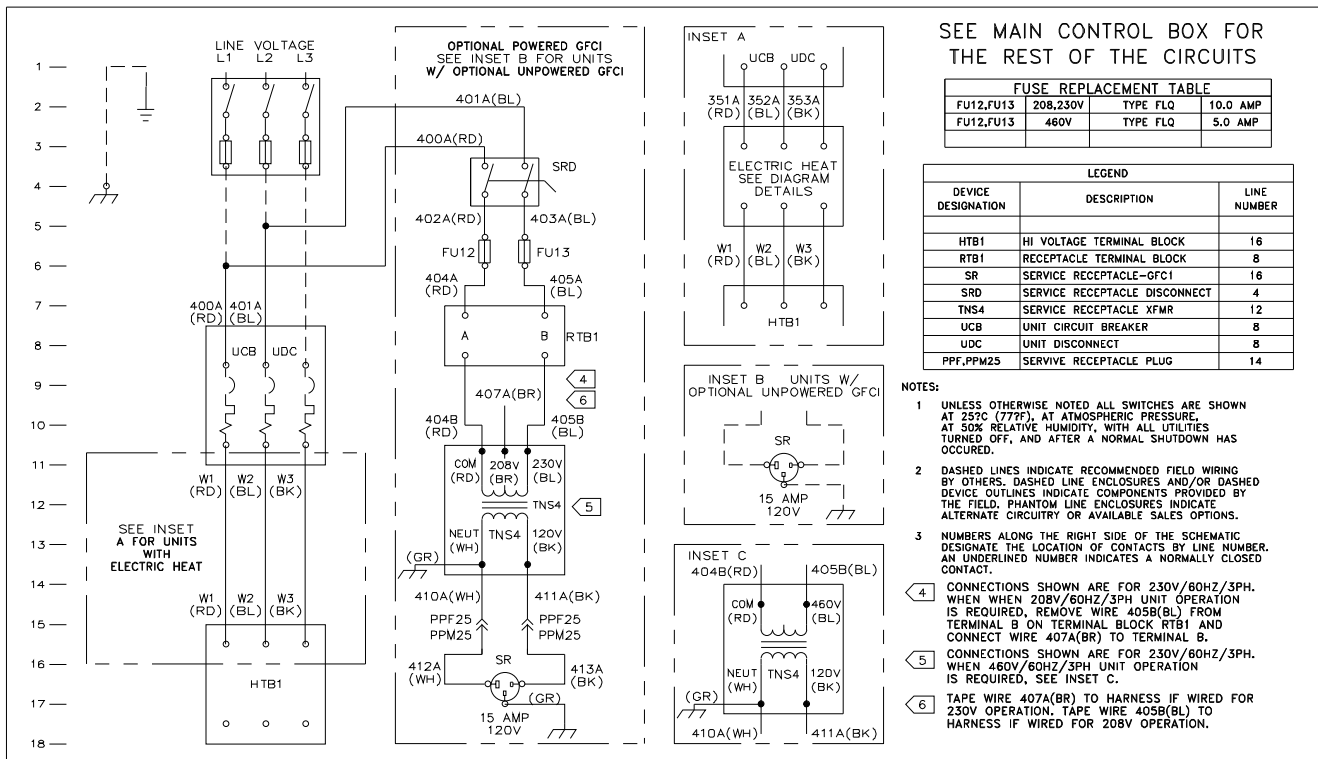 LINE VOLTAGE
L1 L2 L3
1
2
3
4
5
6
7
8
9
10
11
12
13
14
15
16
17
18
400A 401A
(RD) (BL)
UCB UDC
W1 W2 W3
(RD) (BL) (BK)
SEE INSET
A FOR UNITS
WITH
ELECTRIC HEAT
W1 W2 W3
(RD) (BL) (BK)
HTB1
OPTIONAL POWERED GFCI
SEE INSET B FOR UNITS
W/ OPTIONAL UNPOWERED GFCI
401A(BL)
400A(RD)
SRD
402A(RD) 403A(BL)
FU12 FU13
404A 405A
(RD) (BL)
A B RTB1
4
407A(BR)
6
404B 405B
(RD) (BL)
COM 208V 230V
(RD) (BR) (BL)
TNS4 5
NEUT TNS4 120V
(WH) (BK)
(GR)
410A(WH) 411A(BK)
PPF25 PPF25
PPM25 PPM25
412A SR 413A
(WH) (BK)
(GR)
15 AMP
120V
INSET A
UCB UDC
351A 352A 353A
(RD) (BL) (BK)
ELECTRIC HEAT
SEE DIAGRAM
DETAILS
W1 W2 W3
(RD) (BL) (BK)
HTB1
INSET B UNITS W/
OPTIONAL UNPOWERED GFCI
SR
15 AMP
120V
INSET C
404B(RD) 405B(BL)
COM 460V
(RD) (BL)
NEUT TNS4 120V
(WH) (BK)
(GR)
410A(WH) 411A(BK)
SEE MAIN CONTROL BOX FOR
THE REST OF THE CIRCUITS
FUSE REPLACEMENT TABLE
FU12,FU13 208,230V TYPE FLQ 10.0 AMP
FU12,FU13 460V TYPE FLQ 5.0 AMP
LEGEND
DEVICE DESIGNATION DESCRIPTION LINE NUMBER
HTB1 HI VOLTAGE TERMINAL BLOCK 16
RTB1 RECEPTACLE TERMINAL BLOCK 8
SR SERVICE RECEPTACLE-GFC1 16
SRD SERVICE RECEPTACLE DISCONNECT 4
TNS4 SERVICE RECEPTACLE XFMR 12
UCB UNIT CIRCUIT BREAKER 8
UDC UNIT DISCONNECT 8
PPF,PPM25 SERVIVE RECEPTACLE PLUG 14
NOTES:
1 UNLESS OTHERWISE NOTED ALL SWITCHES ARE SHOWN
AT 25?C (77?F), AT ATMOSPHERIC PRESSURE,
AT 50% RELATIVE HUMIDITY, WITH ALL UTILITIES
TURNED OFF, AND AFTER A NORMAL SHUTDOWN HAS
OCCURED.
2 DASHED LINES INDICATE RECOMMENDED FIELD WIRING
BY OTHERS. DASHED LINE ENCLOSURES AND/OR DASHED
DEVICE OUTLINES INDICATE COMPONENTS PROVIDED BY
THE FIELD. PHANTOM LINE ENCLOSURES INDICATE
ALTERNATE CIRCUITRY OR AVAILABLE SALES OPTIONS.
3 NUMBERS ALONG THE RIGHT SIDE OF THE SCHEMATIC
DESIGNATE THE LOCATION OF CONTACTS BY LINE NUMBER.
AN UNDERLINED NUMBER INDICATES A NORMALLY CLOSED
CONTACT.
4 CONNECTIONS SHOWN ARE FOR 230V/60HZ/3PH.
WHEN WHEN 208V/60HZ/3PH UNIT OPERATION
IS REQUIRED, REMOVE WIRE 405B(BL) FROM
TERMINAL B ON TERMINAL BLOCK RTB1 AND
CONNECT WIRE 407A(BR) TO TERMINAL B.
5 CONNECTIONS SHOWN ARE FOR 230V/60HZ/3PH.
WHEN 460V/60HZ/3PH UNIT OPERATION
IS REQUIRED, SEE INSET C.
6 TAPE WIRE 407A(BR) TO HARNESS IF WIRED FOR
230V OPERATION. TAPE WIRE 405B(BL) TO
HARNESS IF WIRED FOR 208V OPERATION.